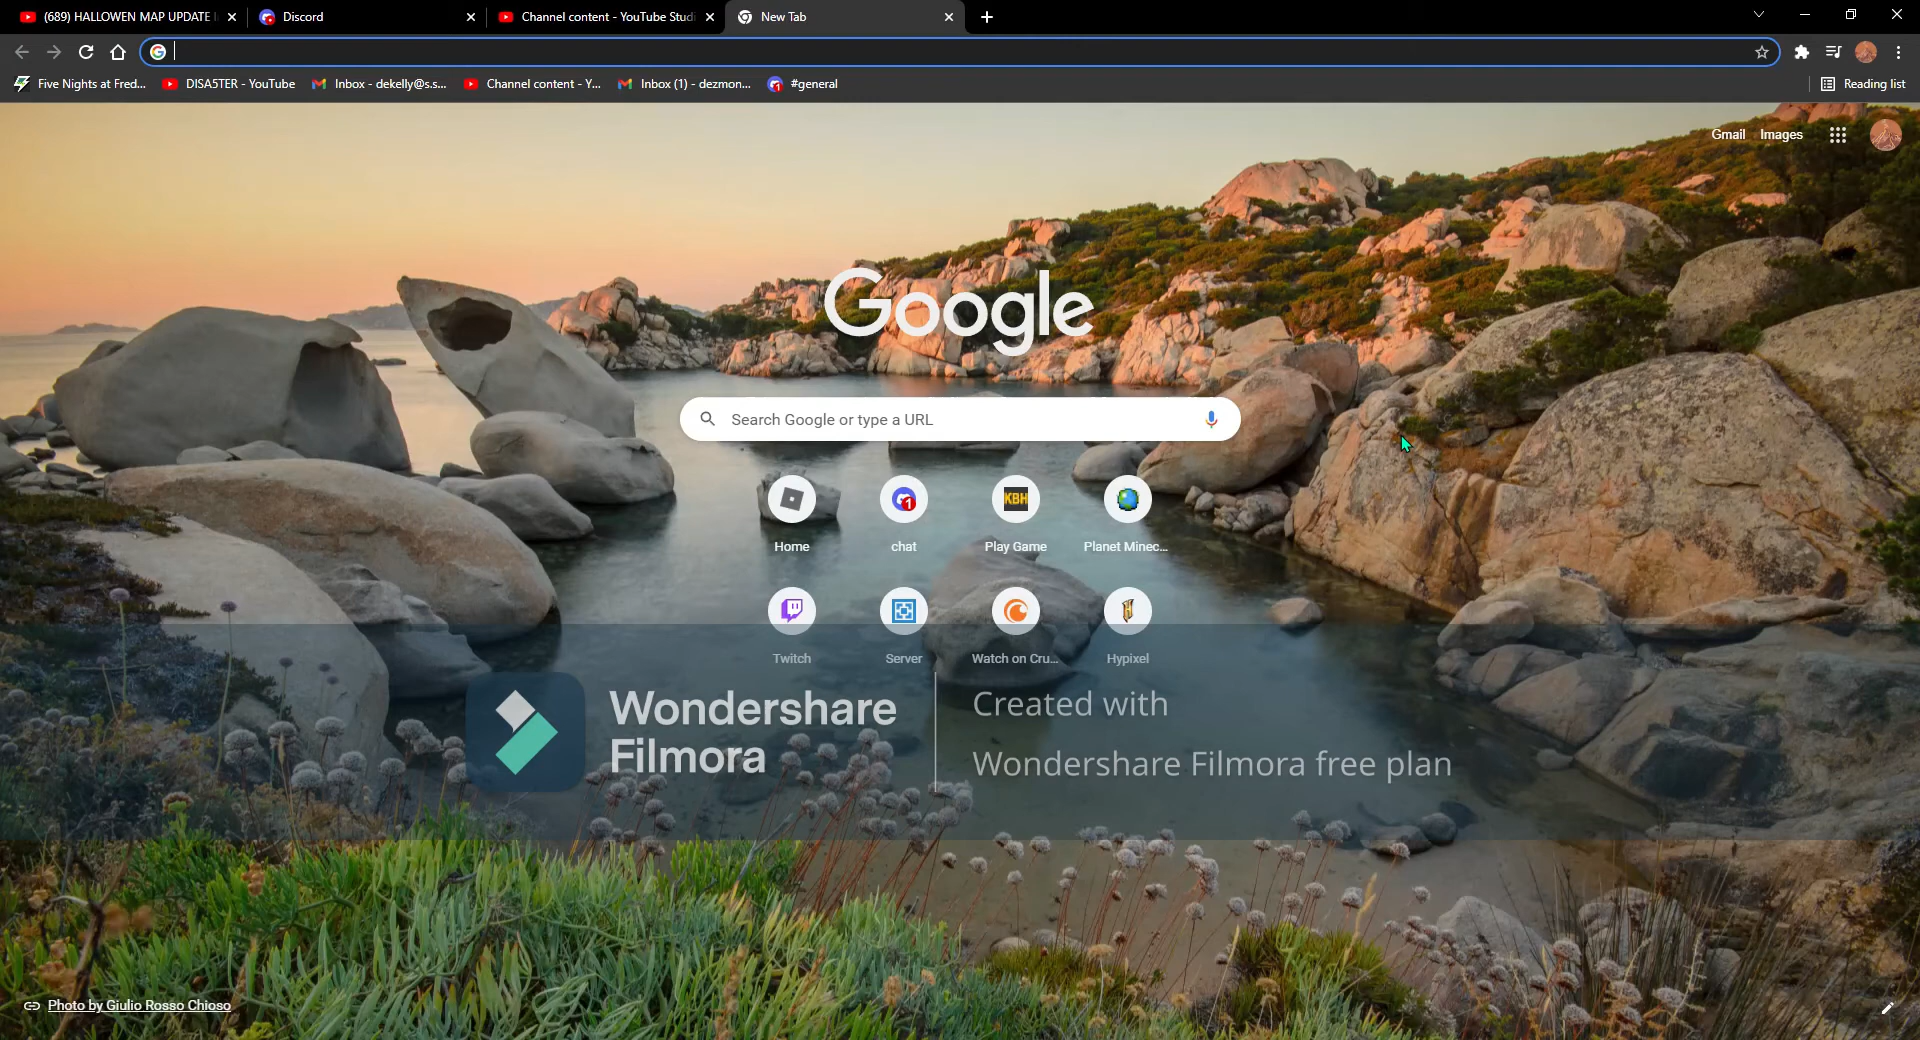 (689) HALLOWEN MAP UPDATE
Discord
Channel content - YouTube Studi
New Tab
Five Nights at Fred...
DISA5TER - YouTube
Inbox - dekelly@s.s...
Channel content - Y...
Inbox (1) - dezmon...
#general
Reading list
Gmail
Images
Google
Search Google or type a URL
1
KBH
Home
chat
Play Game
Planet Minec...
Twitch
Server
Watch on Cru...
Hypixel
Wondershare
Filmora
Created with
Wondershare Filmora free plan
Photo by Giulio Rosso Chioso